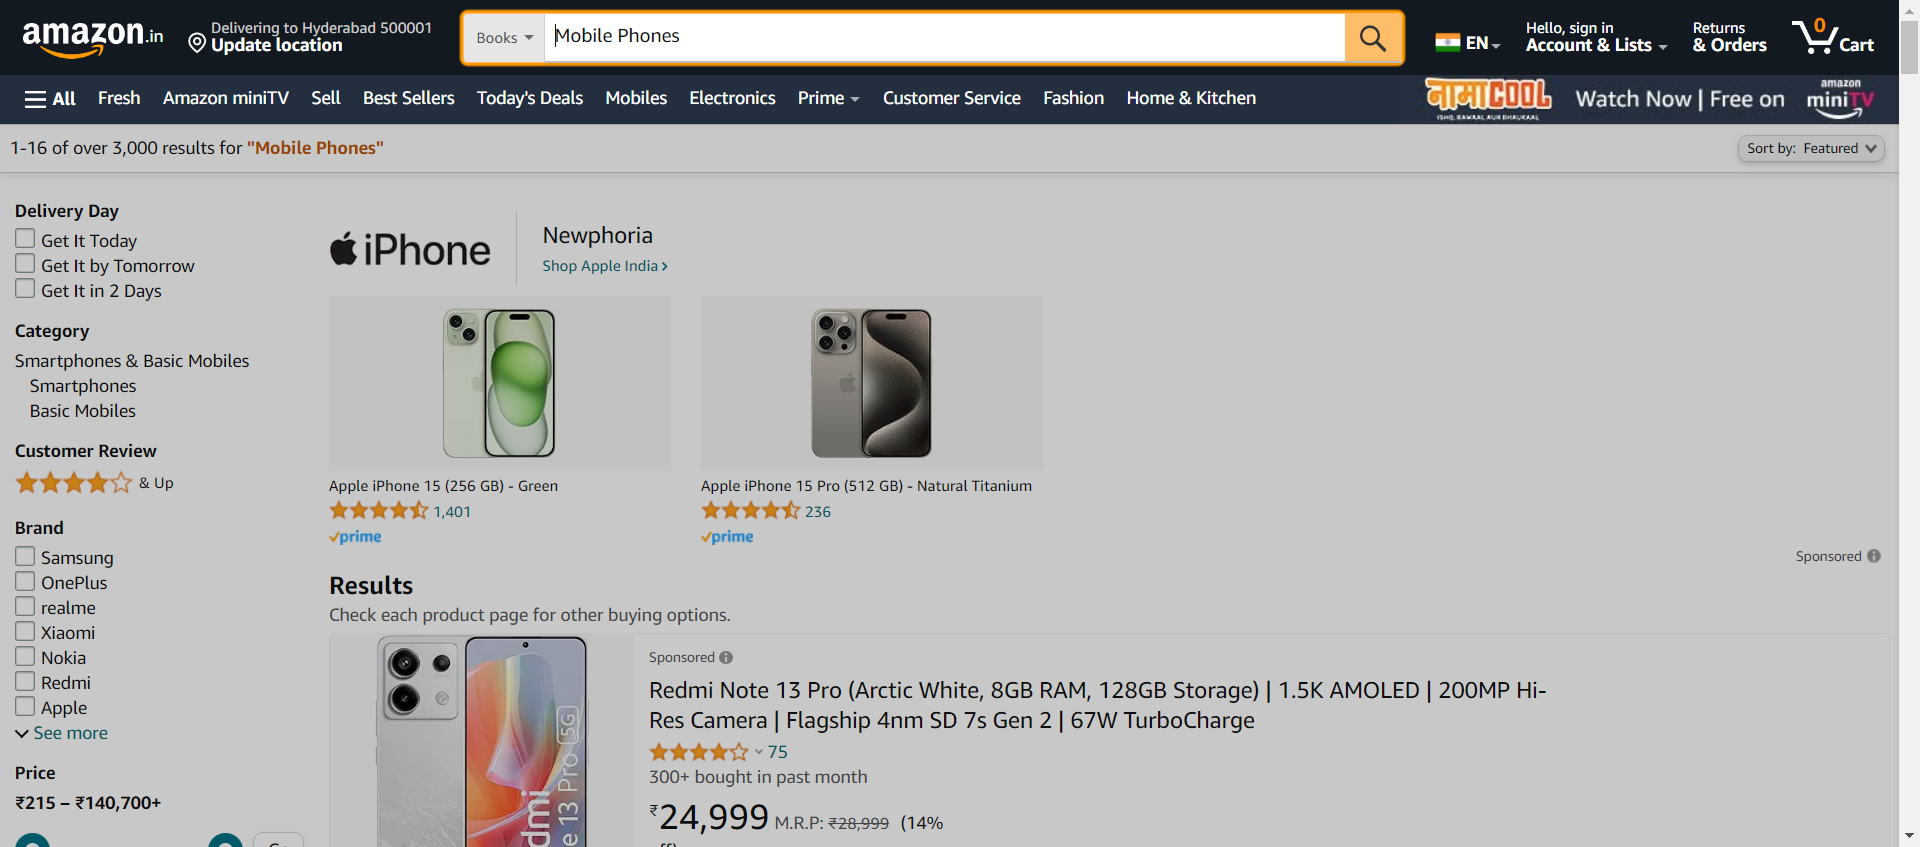 amazon.in
Delivering to Hyderabad 500001
Update location
Books
Mobile Phones
EN
Hello, sign in
Account & Lists
Returns
& Orders
0
Cart
All
Fresh
Amazon miniTV
Sell
Best Sellers
Today's Deals
Mobiles
Electronics
Prime
Customer Service
Fashion
Home & Kitchen
नामाCOOL
ISHQ, BAWAAL AUR BHAUKAAL
Watch Now | Free on
amazon
miniTV
1-16 of over 3,000 results for "Mobile Phones"
Sort by: Featured
Delivery Day
Get It Today
Get It by Tomorrow
Get It in 2 Days
Category
Smartphones & Basic Mobiles
Smartphones
Basic Mobiles
Customer Review
& Up
Brand
Samsung
OnePlus
realme
Xiaomi
Nokia
Redmi
Apple
See more
Price
₹215 – ₹140,700+
iPhone
Newphoria
Shop Apple India
Apple iPhone 15 (256 GB) - Green
1,401
prime
Apple iPhone 15 Pro (512 GB) - Natural Titanium
236
prime
Sponsored
Results
Check each product page for other buying options.
Sponsored
Redmi Note 13 Pro (Arctic White, 8GB RAM, 128GB Storage) | 1.5K AMOLED | 200MP Hi-
Res Camera | Flagship 4nm SD 7s Gen 2 | 67W TurboCharge
75
300+ bought in past month
₹24,999 M.R.P: ₹28,999 (14%
dmi
e 13 Pro 5G